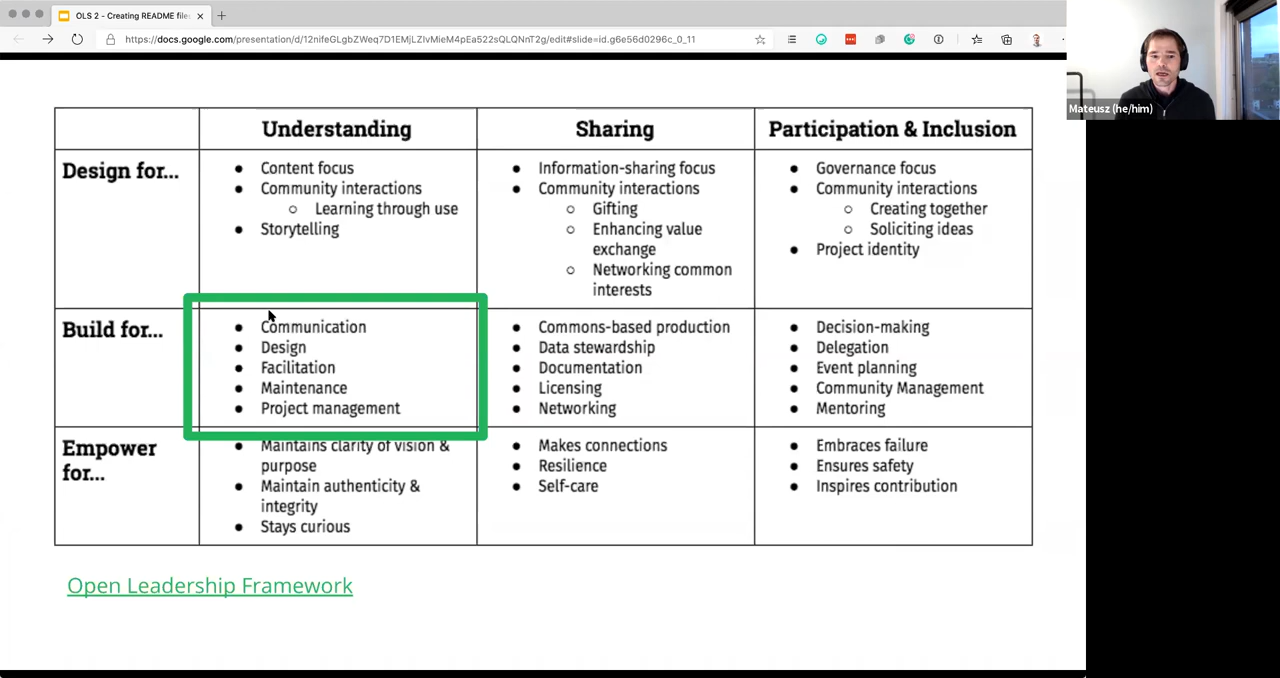 OLS 2 - Creating README file
https://docs.google.com/presentation/d/12nifeGLgbZWeq7D1EMjLZIvMieM4pEa522sQLQNnT2g/edit#slide=id.g6e56d0296c_0_11
Mateusz (he/him)
Understanding
Sharing
Participation & Inclusion
Design for...
Content focus
Community interactions
Learning through use
Storytelling
Information-sharing focus
Community interactions
Gifting
Enhancing value
exchange
Networking common
interests
Governance focus
Community interactions
Creating together
Soliciting ideas
Project identity
Build for...
Communication
Design
Facilitation
Maintenance
Project management
Commons-based production
Data stewardship
Documentation
Licensing
Networking
Decision-making
Delegation
Event planning
Community Management
Mentoring
Empower
for...
Maintains clarity of vision &
purpose
Maintain authenticity &
integrity
Stays curious
Makes connections
Resilience
Self-care
Embraces failure
Ensures safety
Inspires contribution
Open Leadership Framework